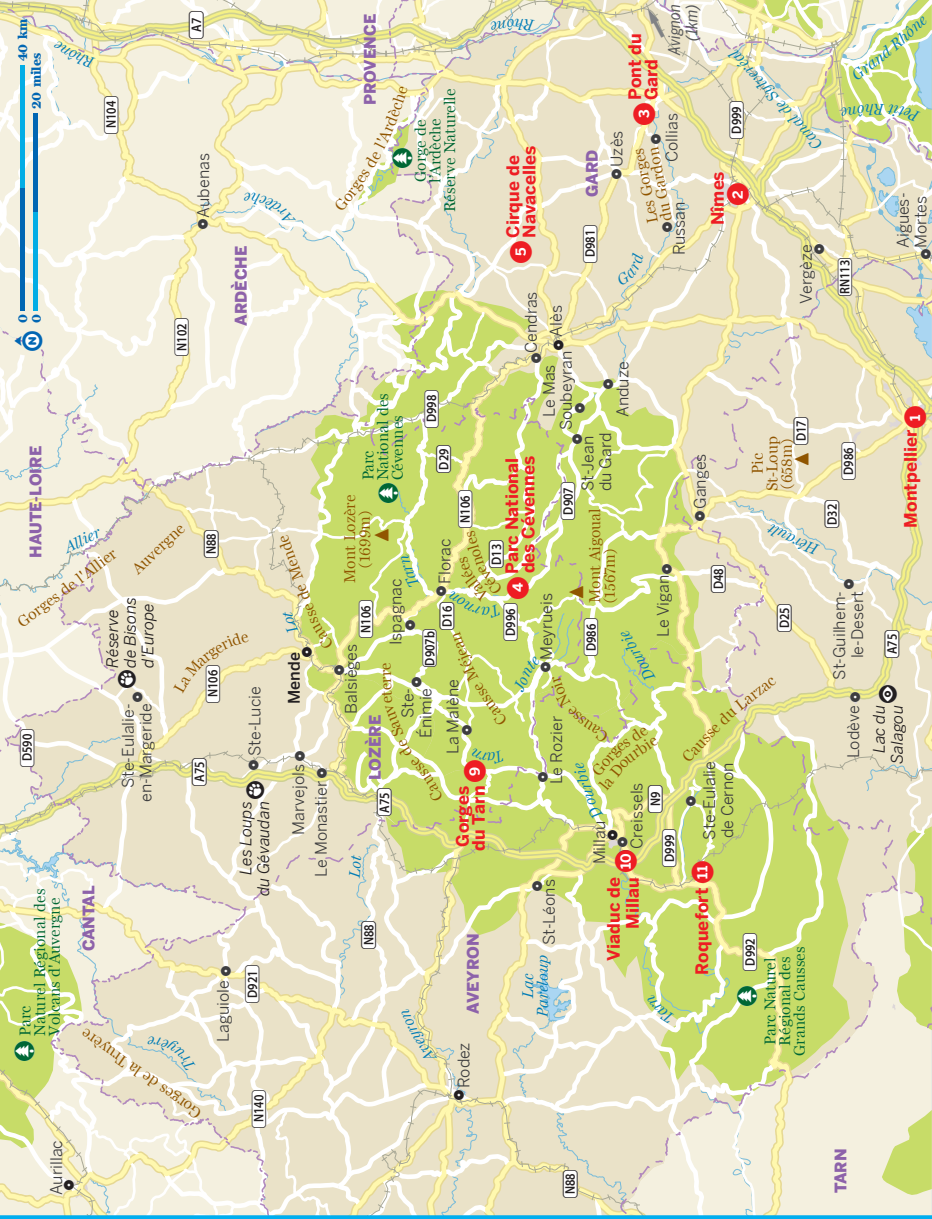 0
40 km
0
20 miles
N
HAUTE-LOIRE
ARDÈCHE
PROVENCE
CANTAL
LOZÈRE
AVEYRON
GARD
TARN
A7
Rhône
Rhône
N104
Aubenas
Ardèche
N102
Gorges de l'Ardèche
Gorge de
l'Ardèche
Réserve Naturelle
Avignon
(1km)
3 Pont du
Gard
Grand Rhône
Petit Rhône
Canal de
D999
Collias
Les Gorges
du Gardon
Uzès
Russan
2 Nîmes
5 Cirque de
Navacelles
D981
Gard
Vergèze
RN113
Aigues-
Mortes
Allier
Gorges de l'Allier
Auvergne
N88
La Margeride
N106
Réserve
de Bisons
d'Europe
Ste-Eulalie-
en-Margeride
D590
A75
Ste-Lucie
Les Loups
du Gévaudan
Marvejols
Le Monastier
Mende
Lot
Causse de Mende
Balsièges
N106
Mont Lozère
(1699m)
Parc
National des
Cévennes
D998
D29
Cendras
Alès
Le Mas
Soubeyran
Anduze
St-Jean
du Gard
D907
4 Parc National
des Cévennes
N106
Vallées
Cévenoles
D13
Florac
Tarn
Tarnon
D16
Ispagnac
D907b
Ste-
Énimie
La Malène
Causse de Sauveterre
Causse Méjean
D996
Meyrueis
Jonte
Mont Aigoual
(1567m)
D986
Le Vigan
Ganges
Pic
St-Loup
(658m)
D17
D986
D32
Hérault
1 Montpellier
D48
D25
St-Guilhem-
le-Dessert
A75
Lodève
Lac du
Salagou
Dourbie
Causse Noir
Gorges de
la Dourbie
Causse du Larzac
Le Rozier
Tarn
9 Gorges
du Tarn
A75
Dourbie
Millau
Creissels
N9
Ste-Eulalie
de Cernon
D999
10 Viaduc de
Millau
11 Roquefort
D992
Parc Naturel
Régional des
Grands Causses
Tarn
St-Léons
Lac
Pareloup
Lot
N88
Aveyron
Rodez
N88
N140
Laguiole
D921
Truyère
Gorges de la Truyère
Parc
Naturel Régional des
Volcans d'Auvergne
Aurillac